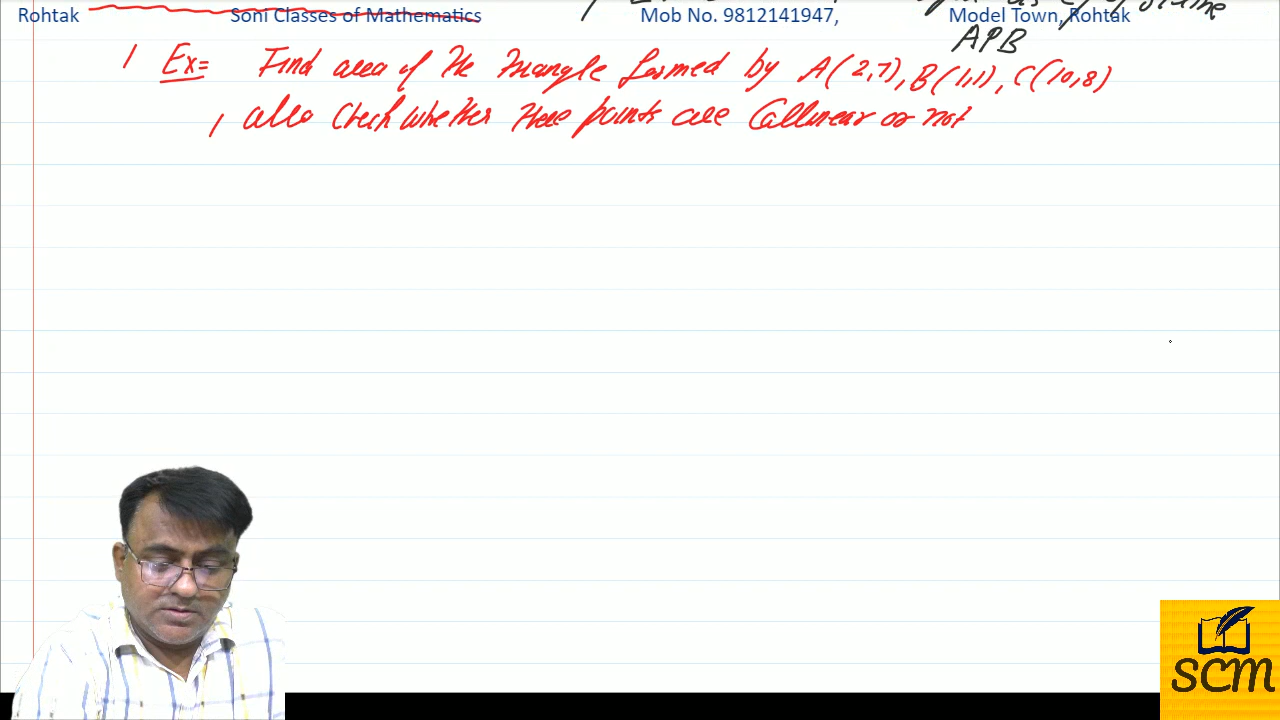 Rohtak Soni Classes of Mathematics Mob No. 9812141947, Model Town, Rohtak
APB
1 Ex= Find area of the triangle formed by A(2,7), B(1,1), C(10,8)
, also Check whether these points are Collinear or not
SCM